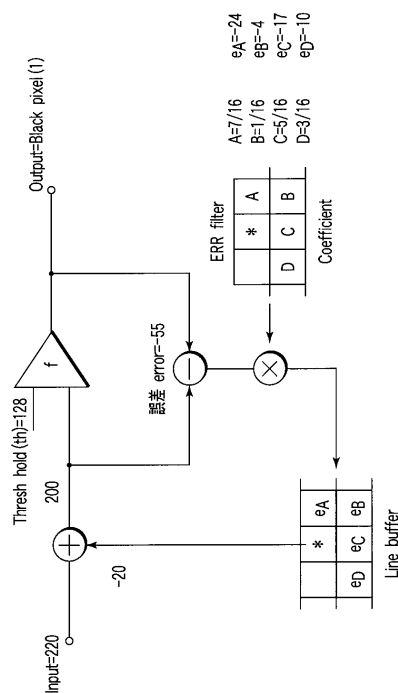 Input=220
-20
200
Thresh hold (th)=128
f
Output=Black pixel (1)
誤差 error=-55
ERR filter
* A
D C B
Coefficient
A=7/16 eA=-24
B=1/16 eB=-4
C=5/16 eC=-17
D=3/16 eD=-10
* eA
eD eC eB
Line buffer